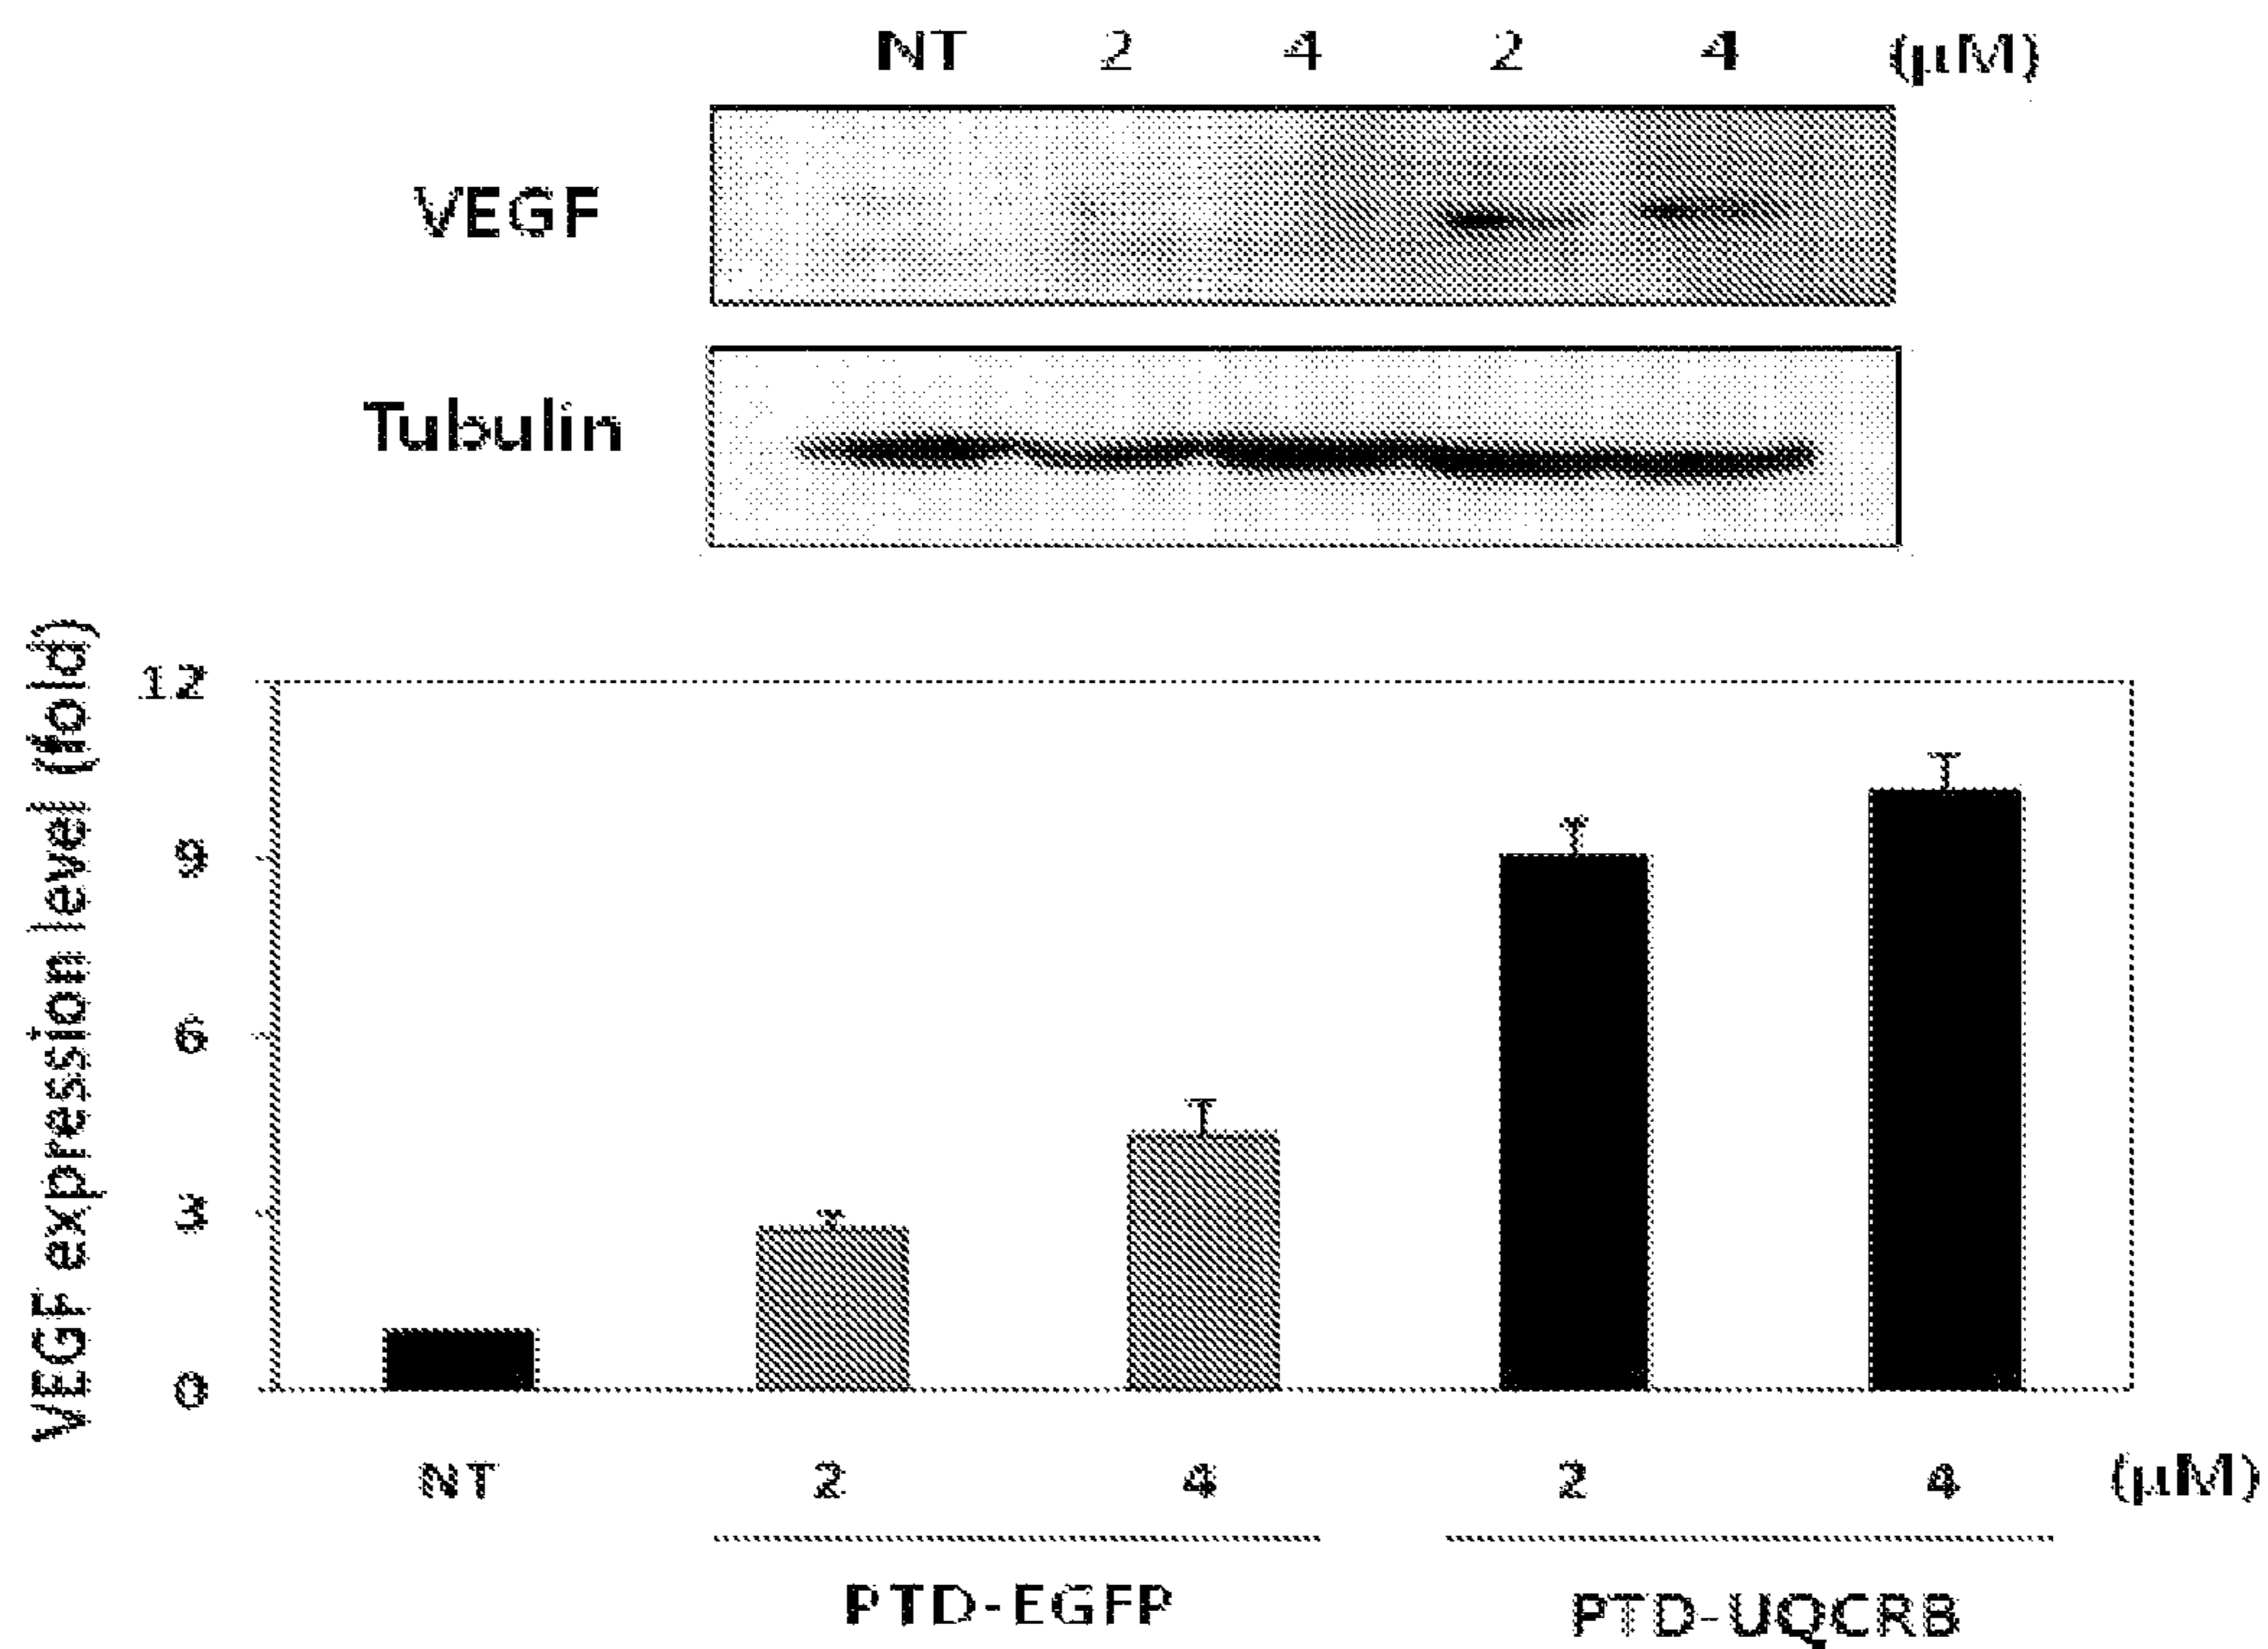 NT 2 4 2 4 (μM)
VEGF
Tubulin
VEGF expression level (fold)
12
9
6
3
0
NT 2 4 2 4 (μM)
PTD-EGFP PTD-UQCRB